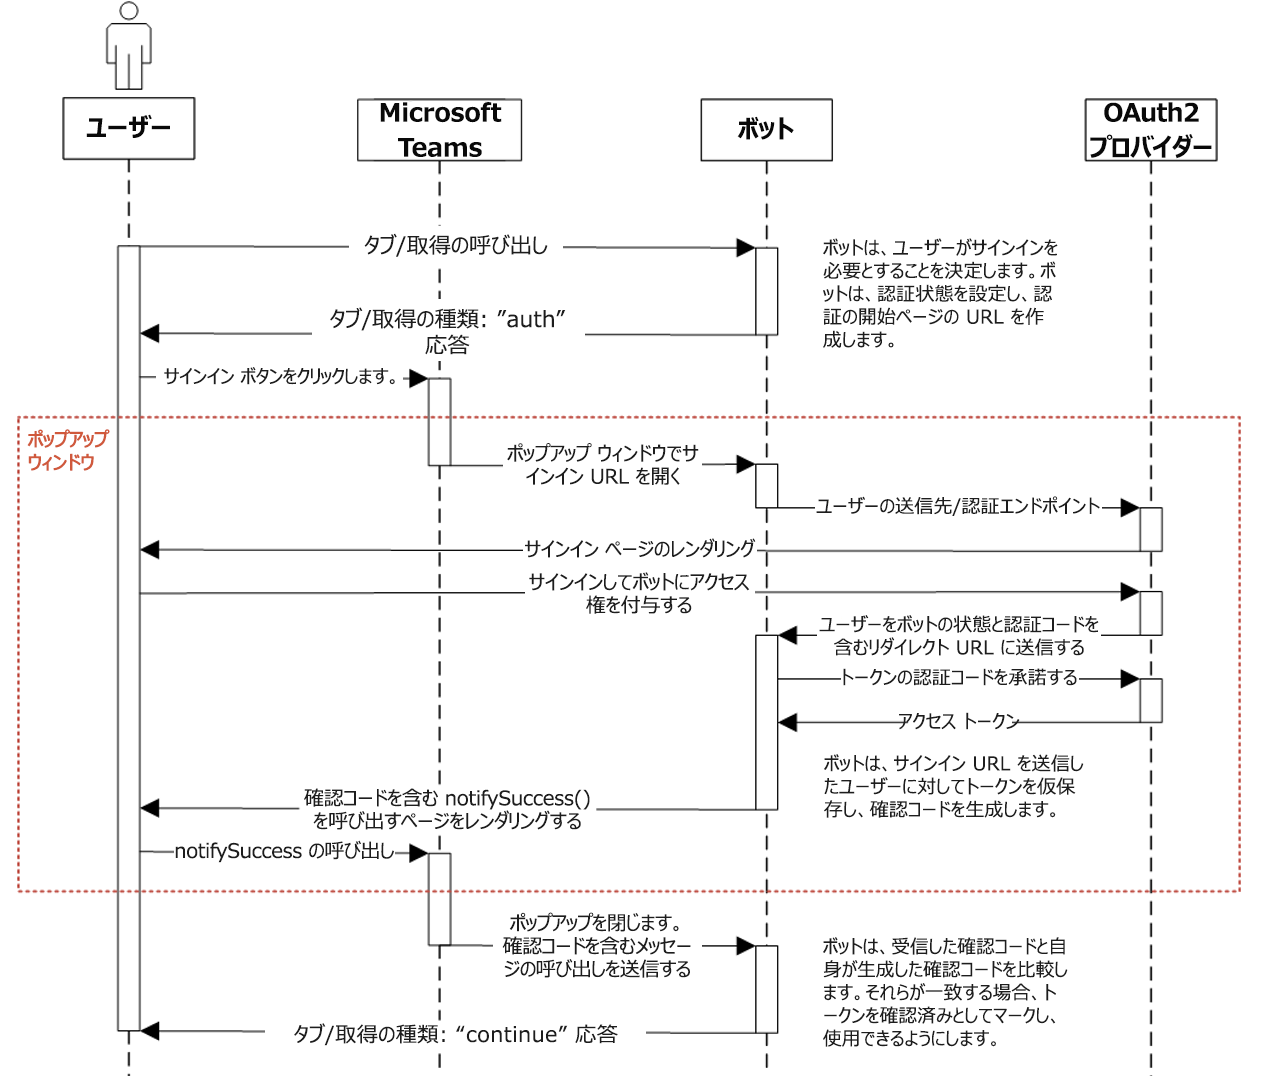 ユーザー
Microsoft
Teams
ボット
OAuth2
プロバイダー
タブ/取得の呼び出し
ボットは、ユーザーがサインインを
必要とすることを決定します。ボ
ットは、認証状態を設定し、認
証の開始ページの URL を作
成します。
タブ/取得の種類: ”auth”
応答
サインイン ボタンをクリックします。
ポップアップ
ウィンドウ
ポップアップ ウィンドウでサ
インイン URL を開く
ユーザーの送信先/認証エンドポイント
サインイン ページのレンダリング
サインインしてボットにアクセス
権を付与する
ユーザーをボットの状態と認証コードを
含むリダイレクト URL に送信する
トークンの認証コードを承諾する
アクセス トークン
ボットは、サインイン URL を送信し
たユーザーに対してトークンを仮保
存し、確認コードを生成します。
確認コードを含む notifySuccess()
を呼び出すページをレンダリングする
notifySuccess の呼び出し
ポップアップを閉じます。
確認コードを含むメッセー
ジの呼び出しを送信する
ボットは、受信した確認コードと自
身が生成した確認コードを比較し
ます。それらが一致する場合、ト
ークンを確認済みとしてマークし、
使用できるようにします。
タブ/取得の種類: “continue” 応答